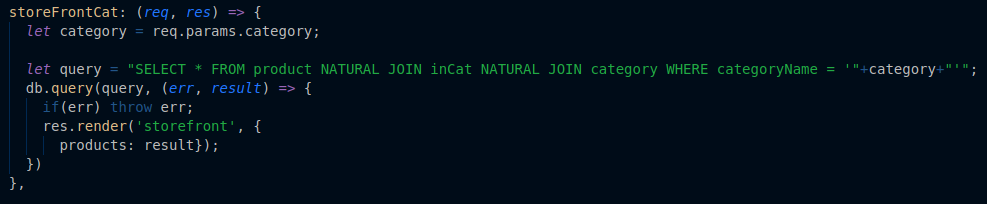 storeFrontCat: (req, res) => {
let category = req.params.category;
let query = "SELECT * FROM product NATURAL JOIN inCat NATURAL JOIN category WHERE categoryName = '"+category+"'";
db.query(query, (err, result) => {
if(err) throw err;
res.render('storefront', {
products: result});
})
},